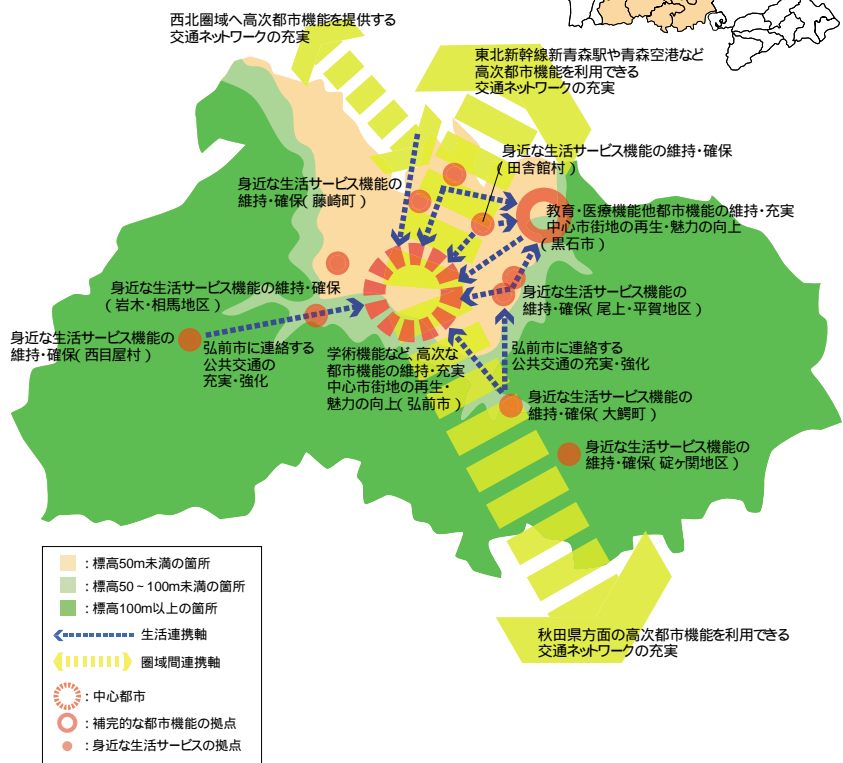 西北圏域へ高次都市機能を提供する
交通ネットワークの充実
東北新幹線新青森駅や青森空港など
高次都市機能を利用できる
交通ネットワークの充実
身近な生活サービス機能の維持・確保
（田舎館村）
身近な生活サービス機能の
維持・確保（藤崎町）
教育・医療機能他都市機能の維持・充実
中心市街地の再生・魅力の向上
（黒石市）
身近な生活サービス機能の維持・確保
（岩木・相馬地区）
身近な生活サービス機能の
維持・確保（尾上・平賀地区）
身近な生活サービス機能の
維持・確保（西目屋村）
弘前市に連絡する
公共交通の
充実・強化
学術機能など、高次な
都市機能の維持・充実
中心市街地の再生・
魅力の向上（弘前市）
弘前市に連絡する
公共交通の充実・強化
身近な生活サービス機能の
維持・確保（大鰐町）
身近な生活サービス機能の
維持・確保（碇ヶ関地区）
：標高50m未満の箇所
：標高50～100m未満の箇所
：標高100m以上の箇所
生活連携軸
圏域間連携軸
：中心都市
：補完的な都市機能の拠点
：身近な生活サービスの拠点
秋田県方面の高次都市機能を利用できる
交通ネットワークの充実